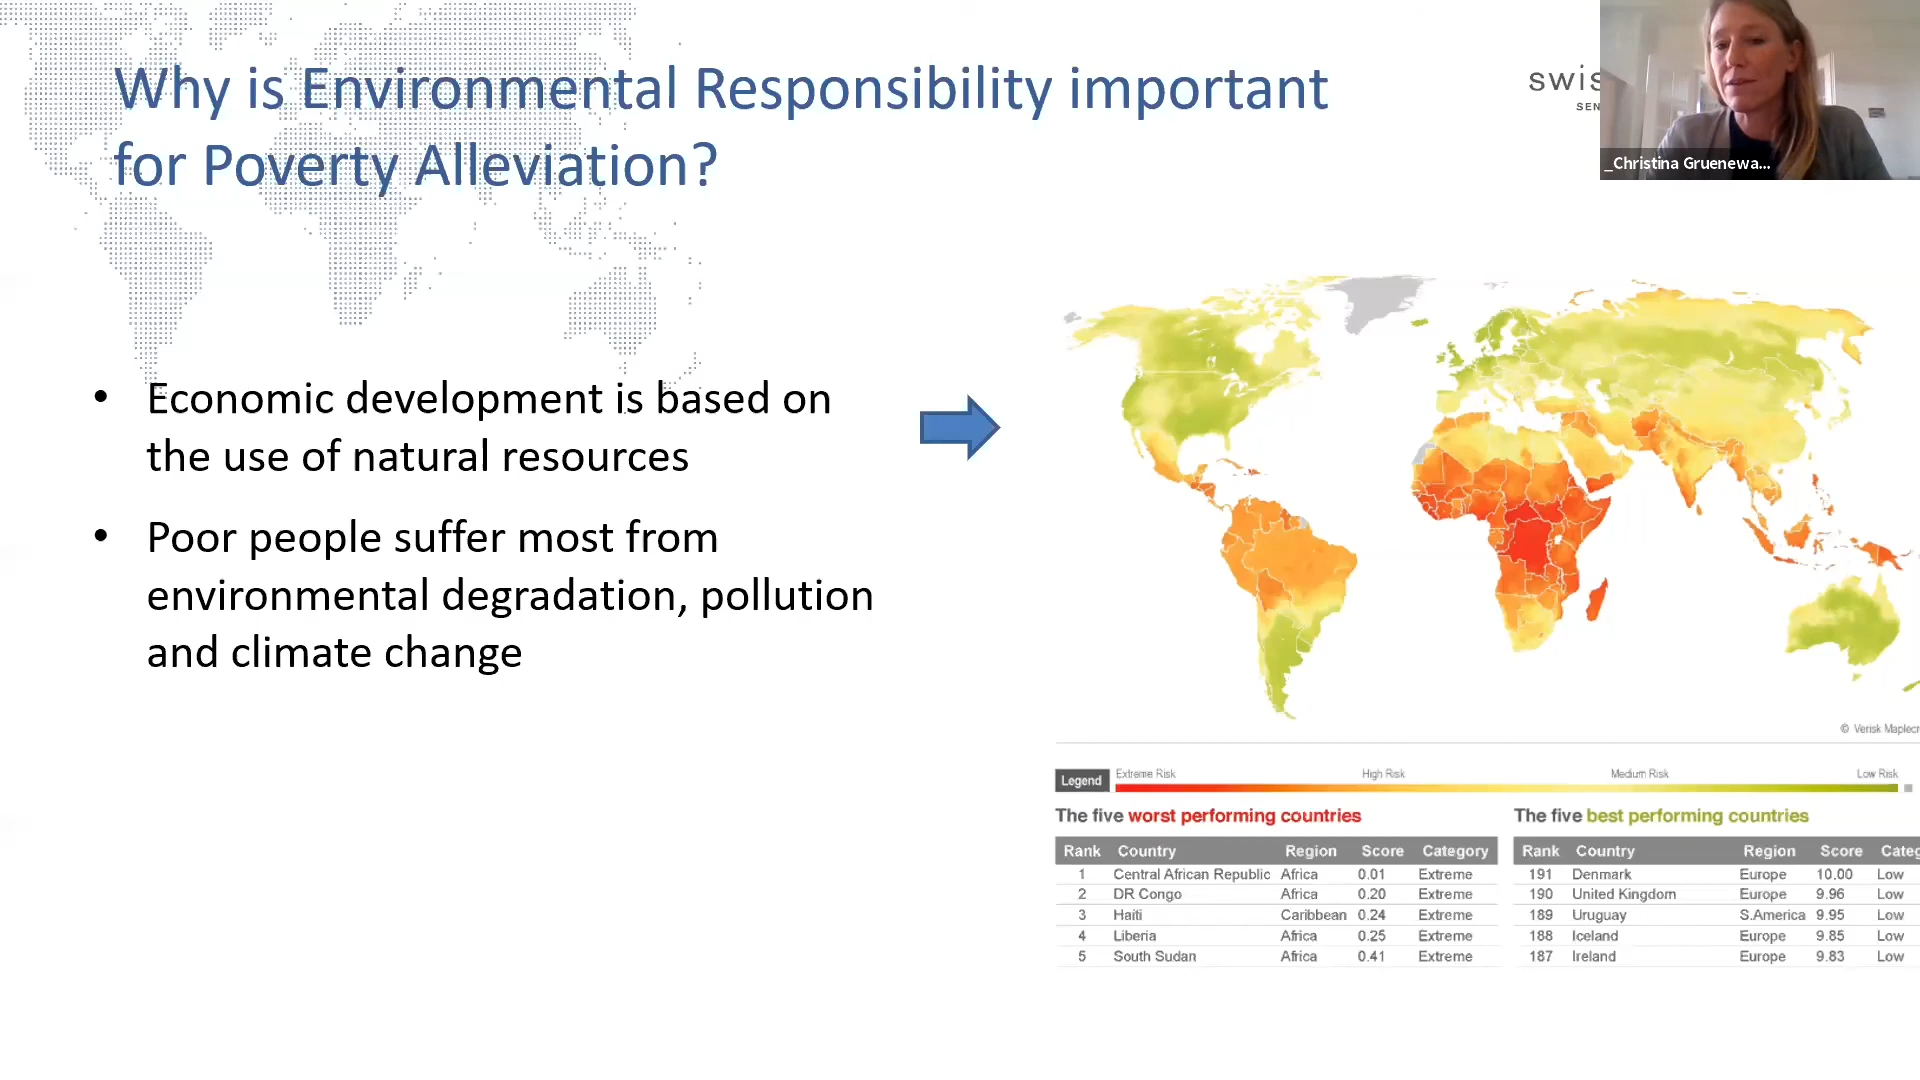 Why is Environmental Responsibility important
for Poverty Alleviation?
swis
SEN
_Christina Gruenewa...
• Economic development is based on
the use of natural resources
• Poor people suffer most from
environmental degradation, pollution
and climate change
© Verisk Maplecr
Legend
Extreme Risk High Risk Medium Risk Low Risk
The five worst performing countries
Rank Country Region Score Category
1 Central African Republic Africa 0.01 Extreme
2 DR Congo Africa 0.20 Extreme
3 Haiti Caribbean 0.24 Extreme
4 Liberia Africa 0.25 Extreme
5 South Sudan Africa 0.41 Extreme
The five best performing countries
Rank Country Region Score Categ
191 Denmark Europe 10.00 Low
190 United Kingdom Europe 9.96 Low
189 Uruguay S.America 9.95 Low
188 Iceland Europe 9.85 Low
187 Ireland Europe 9.83 Low